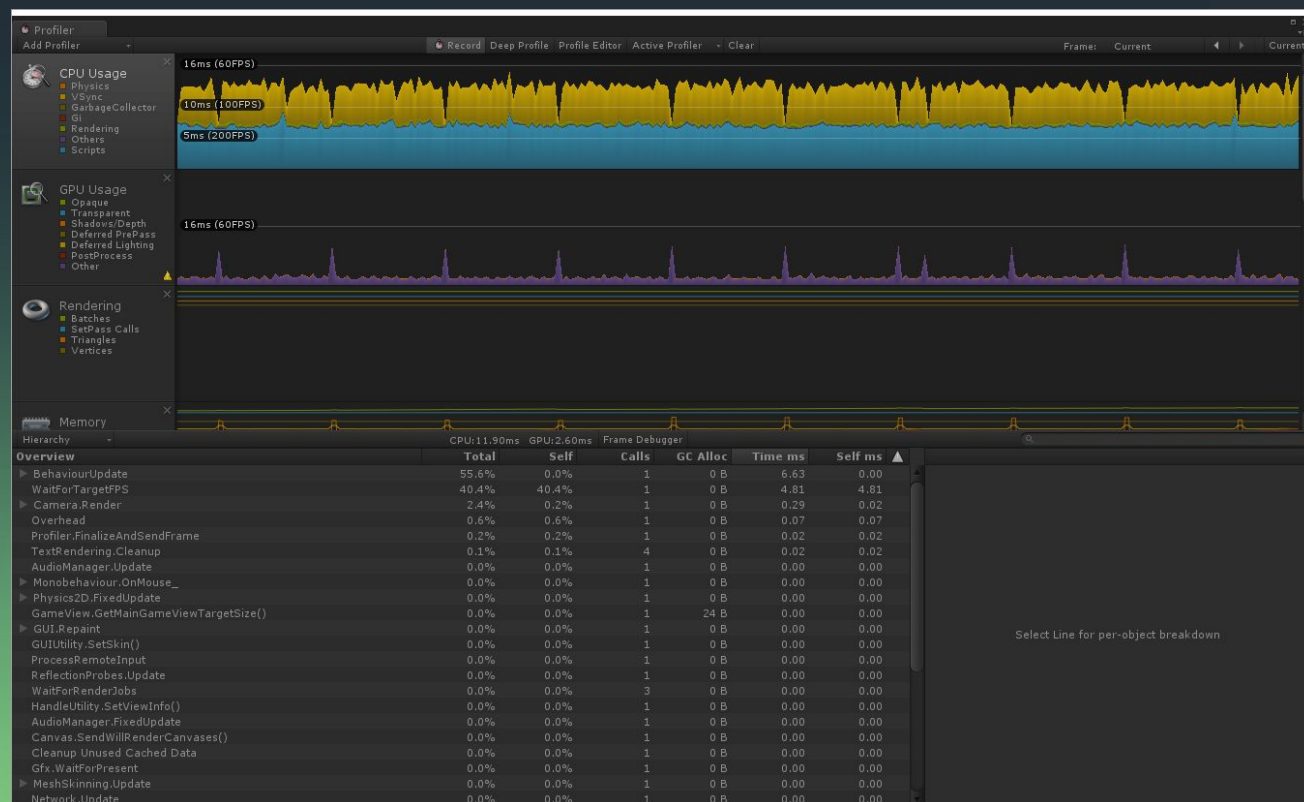 Profiler
Add Profiler Record Deep Profile Profile Editor Active Profiler Clear Frame: Current Current
CPU Usage
Physics
VSync
GarbageCollector
Gi
Rendering
Others
Scripts
16ms (60FPS)
10ms (100FPS)
5ms (200FPS)
GPU Usage
Opaque
Transparent
Shadows/Depth
Deferred PrePass
Deferred Lighting
PostProcess
Other
16ms (60FPS)
Rendering
Batches
SetPass Calls
Triangles
Vertices
Memory
Hierarchy CPU:11.90ms GPU:2.60ms Frame Debugger
Overview Total Self Calls GC Alloc Time ms Self ms
BehaviourUpdate 55.6% 0.0% 1 0 B 6.63 0.00
WaitForTargetFPS 40.4% 40.4% 1 0 B 4.81 4.81
Camera.Render 2.4% 0.2% 1 0 B 0.29 0.02
Overhead 0.6% 0.6% 1 0 B 0.07 0.07
Profiler.FinalizeAndSendFrame 0.2% 0.2% 1 0 B 0.02 0.02
TextRendering.Cleanup 0.1% 0.1% 4 0 B 0.02 0.02
AudioManager.Update 0.0% 0.0% 1 0 B 0.00 0.00
Monobehaviour.OnMouse_ 0.0% 0.0% 1 0 B 0.00 0.00
Physics2D.FixedUpdate 0.0% 0.0% 1 0 B 0.00 0.00
GameView.GetMainGameViewTargetSize() 0.0% 0.0% 1 24 B 0.00 0.00
GUI.Repaint 0.0% 0.0% 1 0 B 0.00 0.00
GUIUtility.SetSkin() 0.0% 0.0% 1 0 B 0.00 0.00
ProcessRemoteInput 0.0% 0.0% 1 0 B 0.00 0.00
ReflectionProbes.Update 0.0% 0.0% 1 0 B 0.00 0.00
WaitForRenderJobs 0.0% 0.0% 3 0 B 0.00 0.00
HandleUtility.SetViewInfo() 0.0% 0.0% 1 0 B 0.00 0.00
AudioManager.FixedUpdate 0.0% 0.0% 1 0 B 0.00 0.00
Canvas.SendWillRenderCanvases() 0.0% 0.0% 1 0 B 0.00 0.00
Cleanup Unused Cached Data 0.0% 0.0% 1 0 B 0.00 0.00
Gfx.WaitForPresent 0.0% 0.0% 1 0 B 0.00 0.00
MeshSkinning.Update 0.0% 0.0% 1 0 B 0.00 0.00
Network.Update 0.0% 0.0% 1 0 B 0.00 0.00
Select Line for per-object breakdown